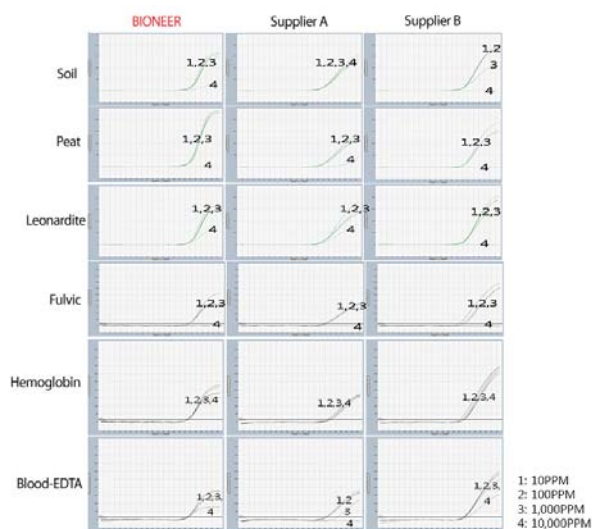 BIONEER Supplier A Supplier B
Soil 1,2,3 4 1,2,3,4 1,2 3 4
Peat 1,2,3 4 1,2,3 4 1,2,3 4
Leonardite 1,2,3 4 1,2,3 4 1,2,3 4
Fulvic 1,2,3 4 1,2,3 4 1,2,3 4
Hemoglobin 1,2,3,4 1,2,3,4 1,2,3,4
Blood-EDTA 1,2,3, 4 1,2 3 4 1,2,3, 4
1: 10PPM
2: 100PPM
3: 1,000PPM
4: 10,000PPM